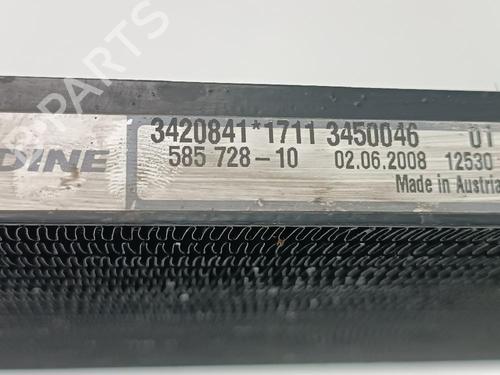 DINE 3420841*1711 3450046 01
585 728-10 02.06.2008 12530
Made in Austria
PARTS